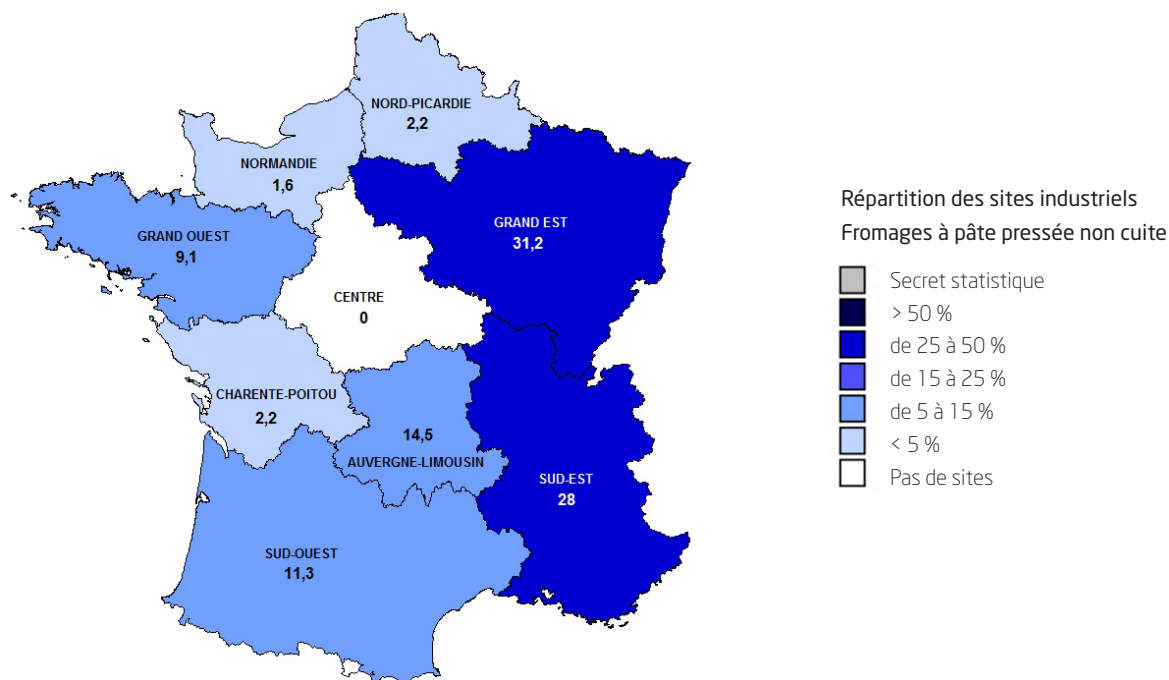 NORD-PICARDIE
2,2
NORMANDIE
1,6
GRAND EST
31,2
GRAND OUEST
9,1
CENTRE
0
CHARENTE-POITOU
2,2
14,5
AUVERGNE-LIMOUSIN
SUD-EST
28
SUD-OUEST
11,3
Répartition des sites industriels
Fromages à pâte pressée non cuite
Secret statistique
> 50 %
de 25 à 50 %
de 15 à 25 %
de 5 à 15 %
< 5 %
Pas de sites